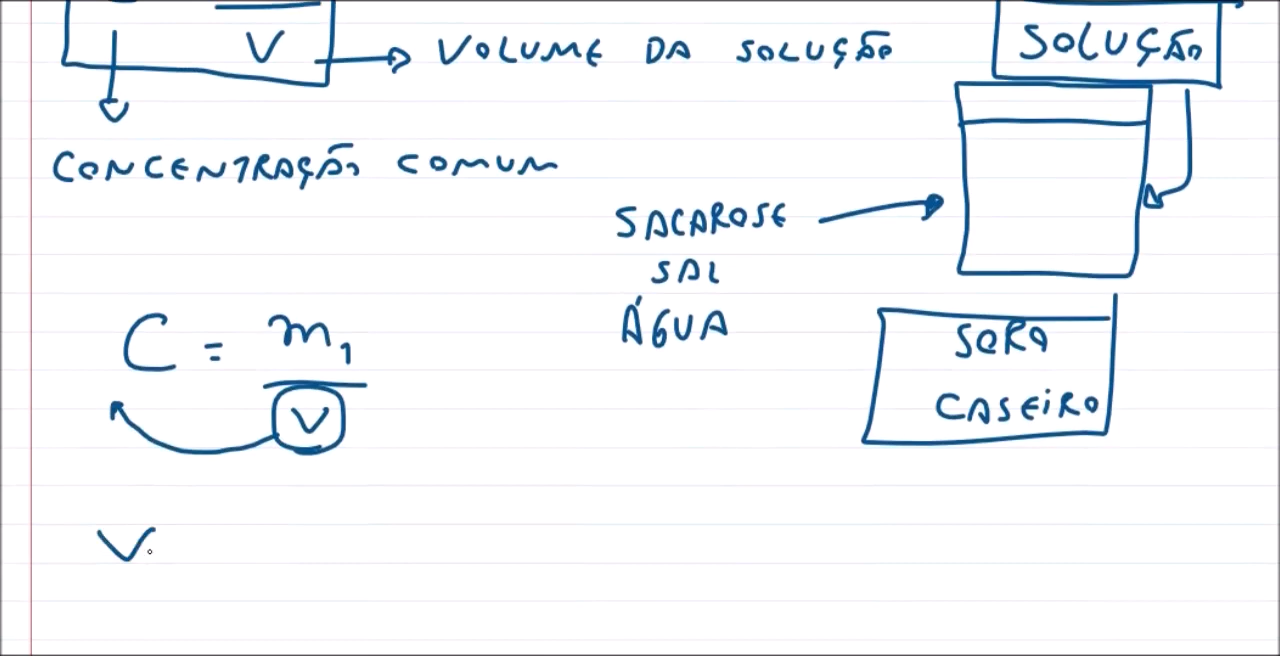 V → VOLUME DA SOLUÇÃO
CONCENTRAÇÃO COMUM
C = m₁
V
V.
SOLUÇÃO
SACAROSE
SAL
ÁGUA
SORO
CASEIRO